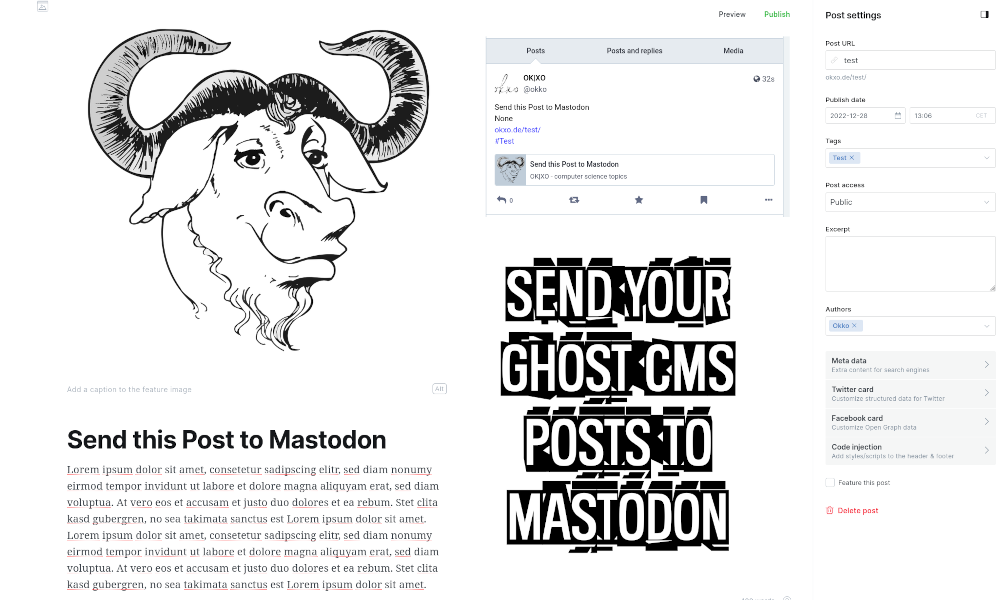 Preview
Publish
Posts
Posts and replies
Media
OK|XO
32s
@okko
Send this Post to Mastodon
None
okxo.de/test/
#Test
Send this Post to Mastodon
OK|XO - computer science topics
0
SEND YOUR
GHOST CMS
POSTS TO
MASTODON
Add a caption to the feature image
Alt
Send this Post to Mastodon
Lorem ipsum dolor sit amet, consetetur sadipscing elitr, sed diam nonumy
eirmod tempor invidunt ut labore et dolore magna aliquyam erat, sed diam
voluptua. At vero eos et accusam et justo duo dolores et ea rebum. Stet clita
kasd gubergren, no sea takimata sanctus est Lorem ipsum dolor sit amet.
Lorem ipsum dolor sit amet, consetetur sadipscing elitr, sed diam nonumy
eirmod tempor invidunt ut labore et dolore magna aliquyam erat, sed diam
voluptua. At vero eos et accusam et justo duo dolores et ea rebum. Stet clita
kasd gubergren, no sea takimata sanctus est Lorem ipsum dolor sit amet.
Post settings
Post URL
test
okxo.de/test/
Publish date
2022-12-28
13:06
CET
Tags
Test
Post access
Public
Excerpt
Authors
Okko
Meta data
Extra content for search engines
Twitter card
Customize structured data for Twitter
Facebook card
Customize Open Graph data
Code injection
Add styles/scripts to the header & footer
Feature this post
Delete post